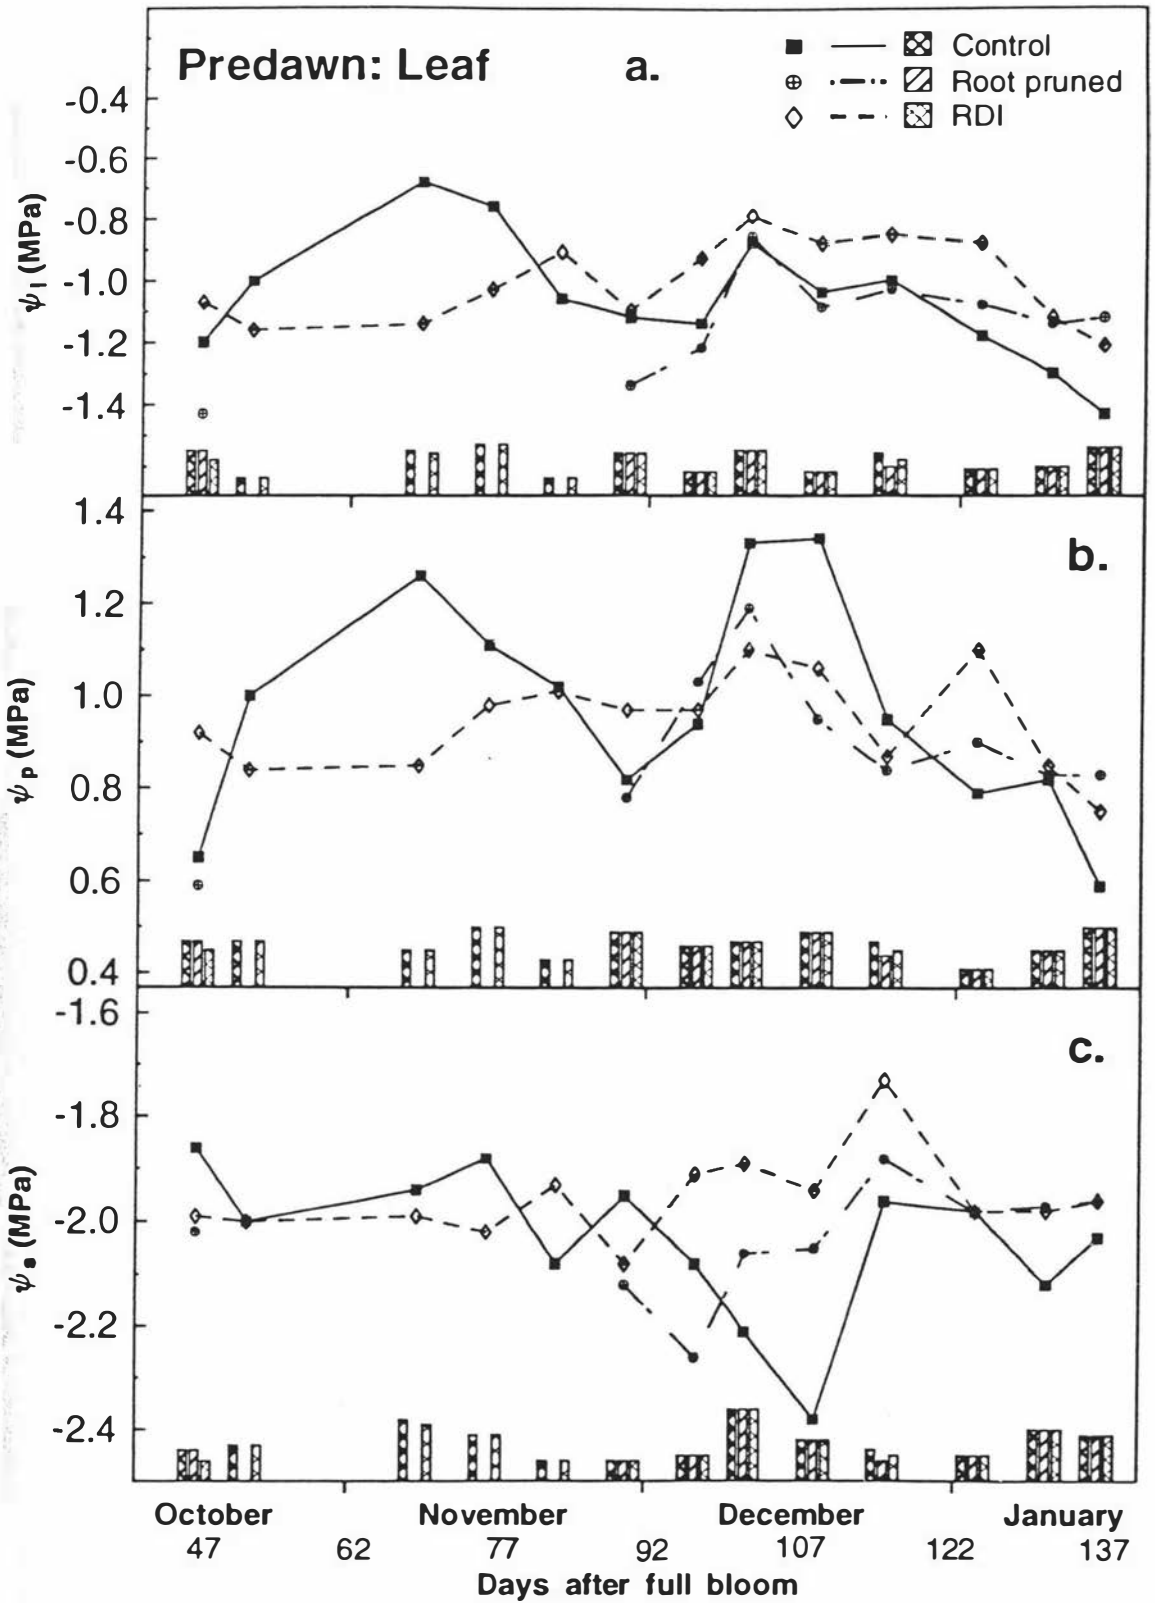 Predawn: Leaf
a.
Control
Root pruned
RDI
-0.4
-0.6
-0.8
-1.0
-1.2
-1.4
ψl (MPa)
b.
1.4
1.2
1.0
0.8
0.6
0.4
ψp (MPa)
c.
-1.6
-1.8
-2.0
-2.2
-2.4
ψs (MPa)
October November December January
47 62 77 92 107 122 137
Days after full bloom